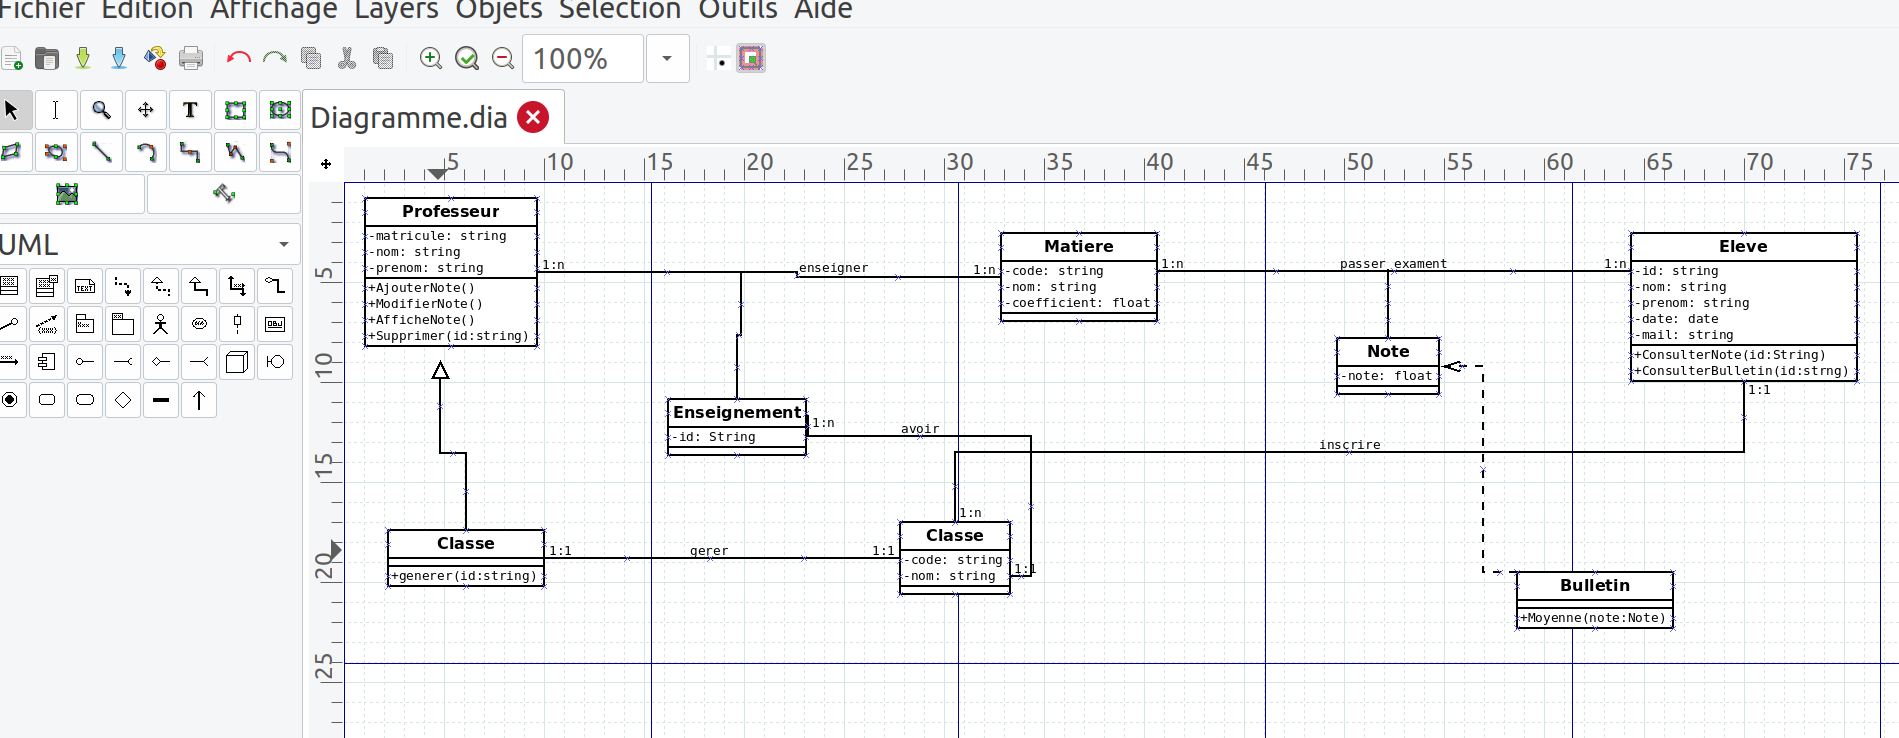 Fichier Edition Affichage Layers Objets Selection Outils Aide
100%
Diagramme.dia
5 10 15 20 25 30 35 40 45 50 55 60 65 70 75
UML
5
10
15
20
25
Professeur
-matricule: string
-nom: string
-prenom: string
+AjouterNote()
+ModifierNote()
+AfficheNote()
+Supprimer(id:string)
1:n
enseigner
1:n
Matiere
-code: string
-nom: string
-coefficient: float
1:n
passer exament
1:n
Eleve
-id: string
-nom: string
-prenom: string
-date: date
-mail: string
+ConsulterNote(id:String)
+ConsulterBulletin(id:strng)
1:1
Note
-note: float
Enseignement
-id: String
1:n
avoir
inscrire
1:n
Classe
+generer(id:string)
1:1
gerer
1:1
Classe
-code: string
-nom: string
1:1
Bulletin
+Moyenne(note:Note)